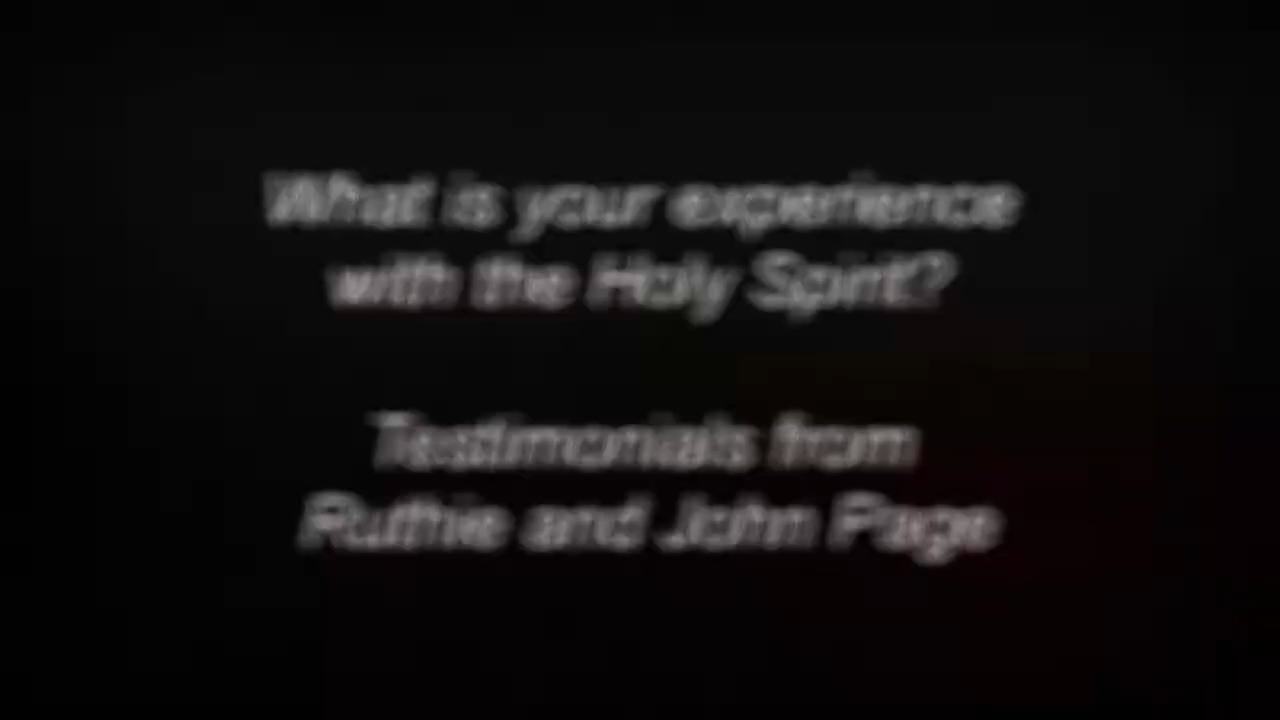 What is your experience
with the Holy Spirit?
Testimonials from
Ruthie and John Page